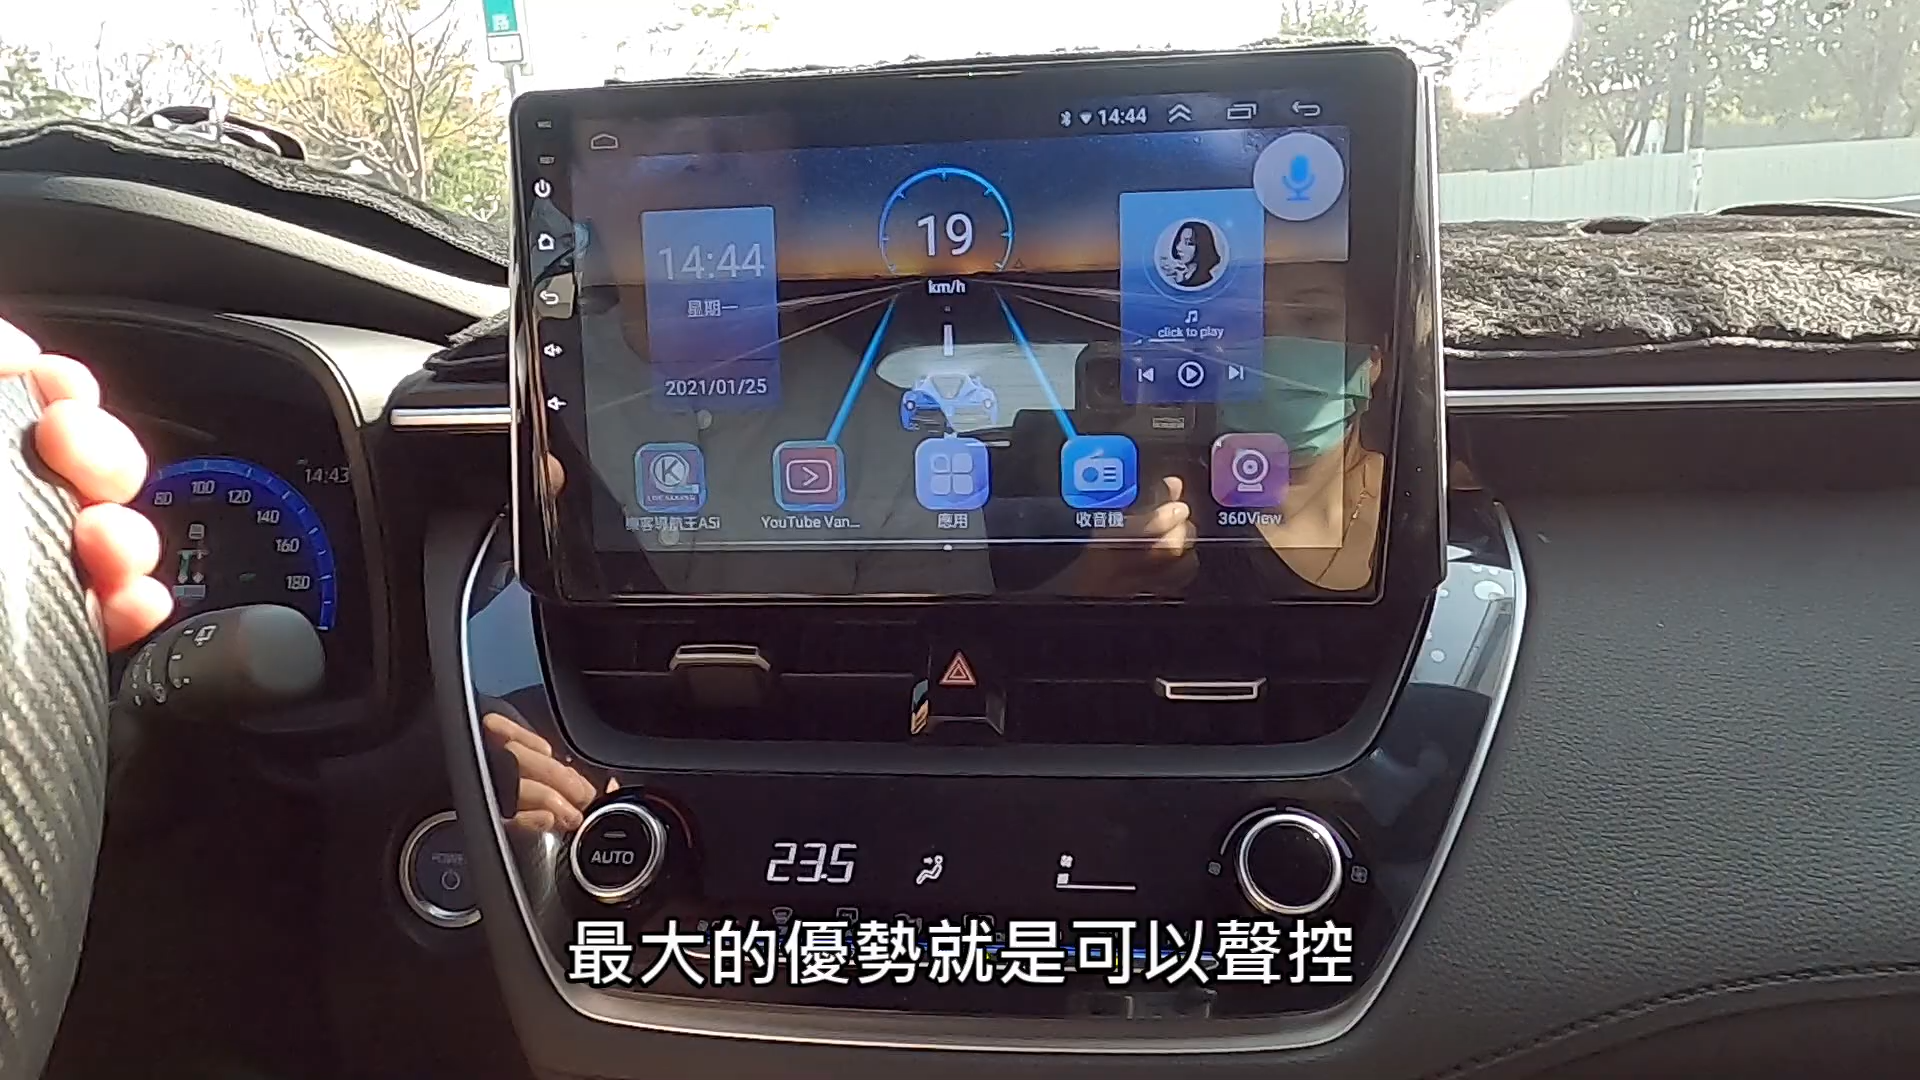 路
14:44
19
km/h
14:44
星期一
2021/01/25
click to play
YouTube Van...
應用
收音機
360View
14:43
80
100
120
140
160
180
POWER
AUTO
23.5
最大的優勢就是可以聲控